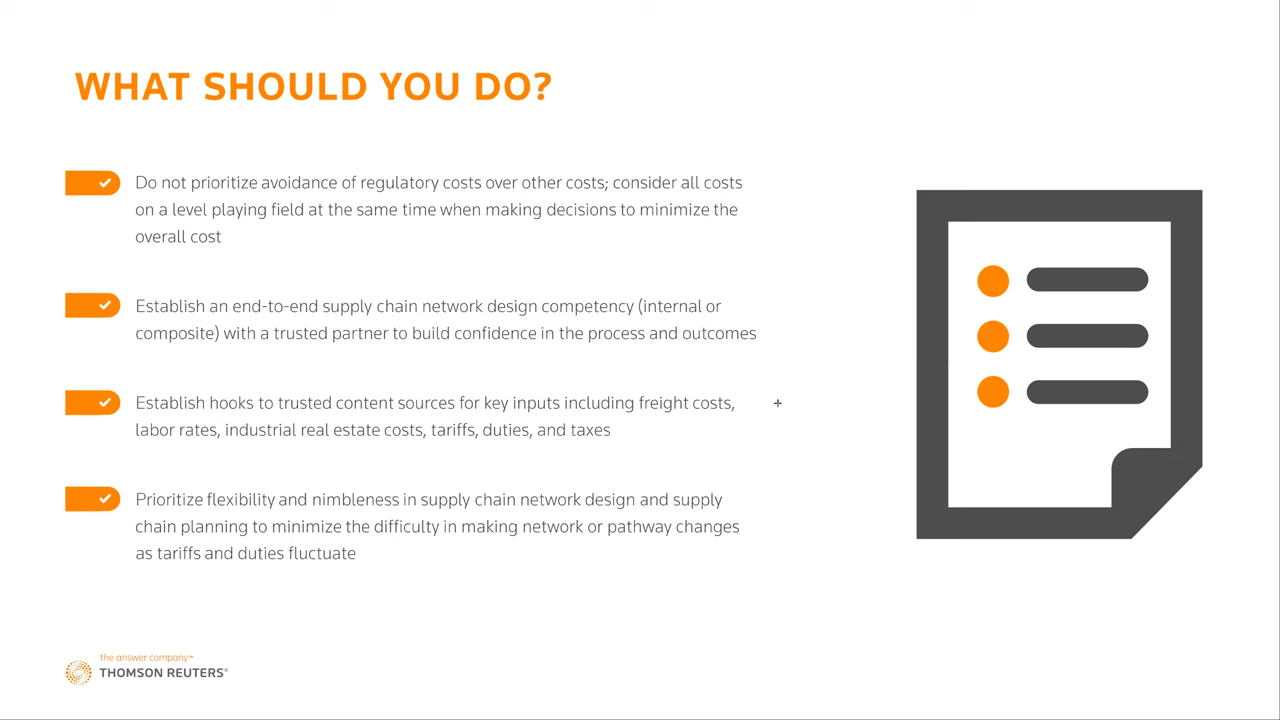 WHAT SHOULD YOU DO?
Do not prioritize avoidance of regulatory costs over other costs; consider all costs
on a level playing field at the same time when making decisions to minimize the
overall cost
Establish an end-to-end supply chain network design competency (internal or
composite) with a trusted partner to build confidence in the process and outcomes
Establish hooks to trusted content sources for key inputs including freight costs,
labor rates, industrial real estate costs, tariffs, duties, and taxes
Prioritize flexibility and nimbleness in supply chain network design and supply
chain planning to minimize the difficulty in making network or pathway changes
as tariffs and duties fluctuate
the answer company™
THOMSON REUTERS®